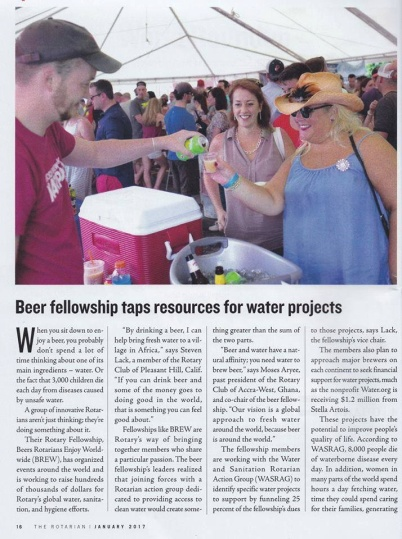 Beer fellowship taps resources for water projects
When you sit down to en-
joy a beer, you probably
don't spend a lot of
time thinking about one of its
main ingredients – water. Or
the fact that 3,000 children die
each day from diseases caused
by unsafe water.
A group of innovative Rotar-
ians aren't just thinking; they're
doing something about it.
Their Rotary Fellowship,
Beers Rotarians Enjoy World-
wide (BREW), has organized
events around the world and
is working to raise hundreds
of thousands of dollars for
Rotary's global water, sanita-
tion, and hygiene efforts.
"By drinking a beer, I can
help bring fresh water to a vil-
lage in Africa," says Steven
Lack, a member of the Rotary
Club of Pleasant Hill, Calif.
"If you can drink beer and
some of the money goes to
doing good in the world,
that is something you can feel
good about."
Fellowships like BREW are
Rotary's way of bringing
together members who share
a particular passion. The beer
fellowship's leaders realized
that joining forces with a
Rotarian action group dedi-
cated to providing access to
clean water would create some-
thing greater than the sum of
the two parts.
"Beer and water have a nat-
ural affinity; you need water to
brew beer," says Moses Aryee,
past president of the Rotary
Club of Accra-West, Ghana,
and co-chair of the beer fellow-
ship. "Our vision is a global
approach to fresh water
around the world, because beer
is around the world."
The fellowship members
are working with the Water
and Sanitation Rotarian
Action Group (WASRAG) to
identify specific water projects
to support by funneling 25
percent of the fellowship's dues
to those projects, says Lack,
the fellowship's vice chair.
The members also plan to
approach major brewers on
each continent to seek financial
support for water projects, much
as the nonprofit Water.org is
receiving $1.2 million from
Stella Artois.
These projects have the
potential to improve people's
quality of life. According to
WASRAG, 8,000 people die
of waterborne disease every
day. In addition, women in
many parts of the world spend
hours a day fetching water,
time they could spend caring
for their families, generating
16 THE ROTARIAN | JANUARY 2017